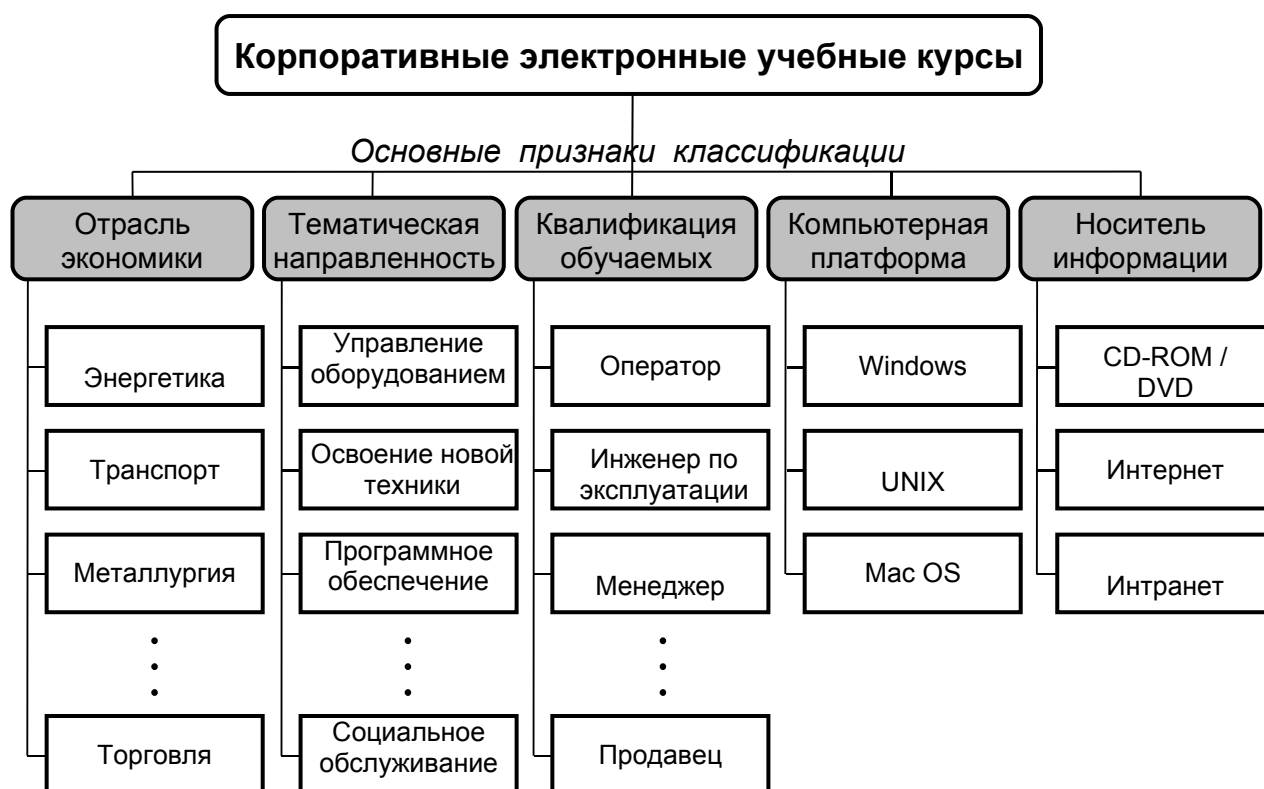 Корпоративные электронные учебные курсы
Основные признаки классификации
Отрасль
экономики
Энергетика
Транспорт
Металлургия
Торговля
Тематическая
направленность
Управление
оборудованием
Освоение новой
техники
Программное
обеспечение
Социальное
обслуживание
Квалификация
обучаемых
Оператор
Инженер по
эксплуатации
Менеджер
Продавец
Компьютерная
платформа
Windows
UNIX
Mac OS
Носитель
информации
CD-ROM /
DVD
Интернет
Интранет